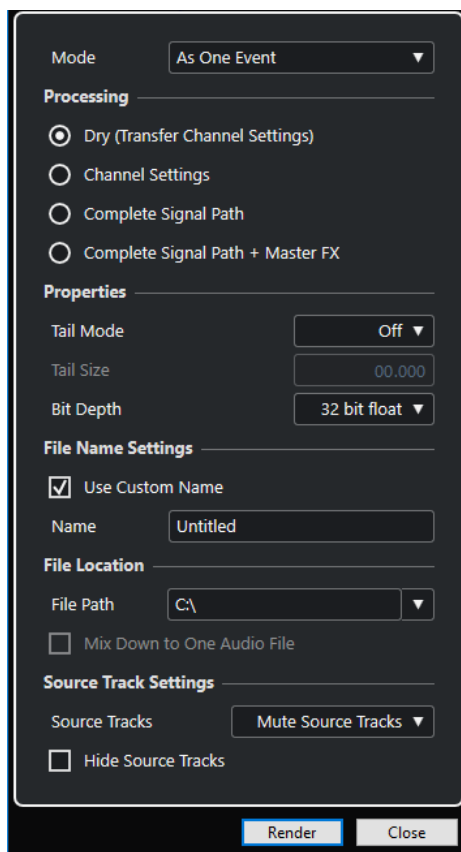 Mode As One Event
Processing
Dry (Transfer Channel Settings)
Channel Settings
Complete Signal Path
Complete Signal Path + Master FX
Properties
Tail Mode Off
Tail Size 00.000
Bit Depth 32 bit float
File Name Settings
Use Custom Name
Name Untitled
File Location
File Path C:\
Mix Down to One Audio File
Source Track Settings
Source Tracks Mute Source Tracks
Hide Source Tracks
Render Close